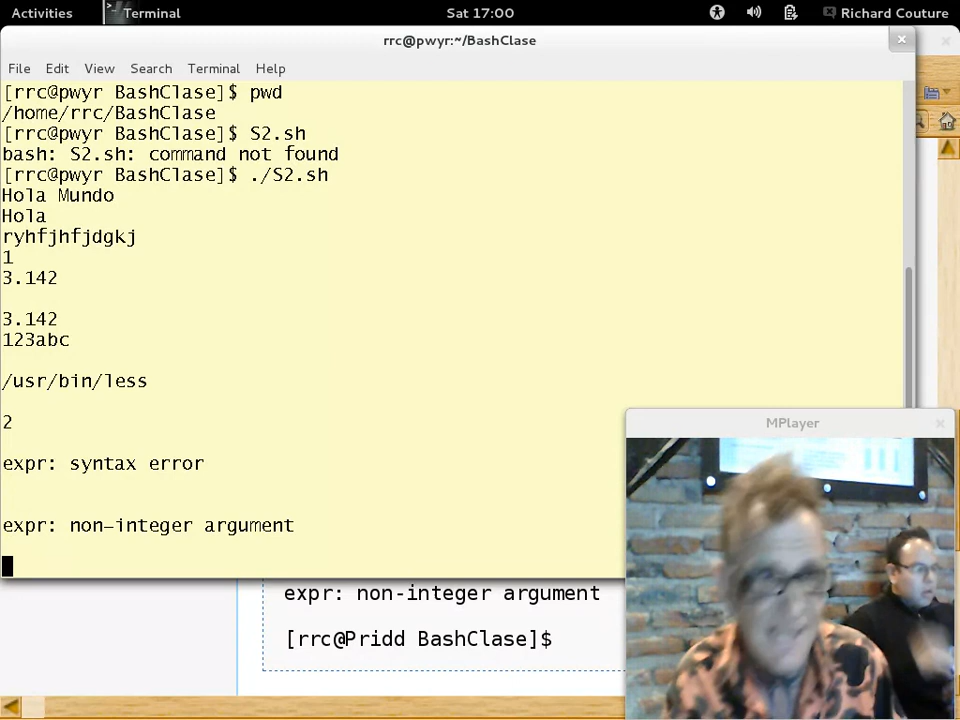 Activities
Terminal
Sat 17:00
Richard Couture
rrc@pwyr:~/BashClase
File Edit View Search Terminal Help
[rrc@pwyr BashClase]$ pwd
/home/rrc/BashClase
[rrc@pwyr BashClase]$ S2.sh
bash: S2.sh: command not found
[rrc@pwyr BashClase]$ ./S2.sh
Hola Mundo
Hola
ryhfjhfjdgkj
1
3.142
3.142
123abc
/usr/bin/less
2
expr: syntax error
expr: non-integer argument
MPlayer
expr: non-integer argument
[rrc@Pridd BashClase]$